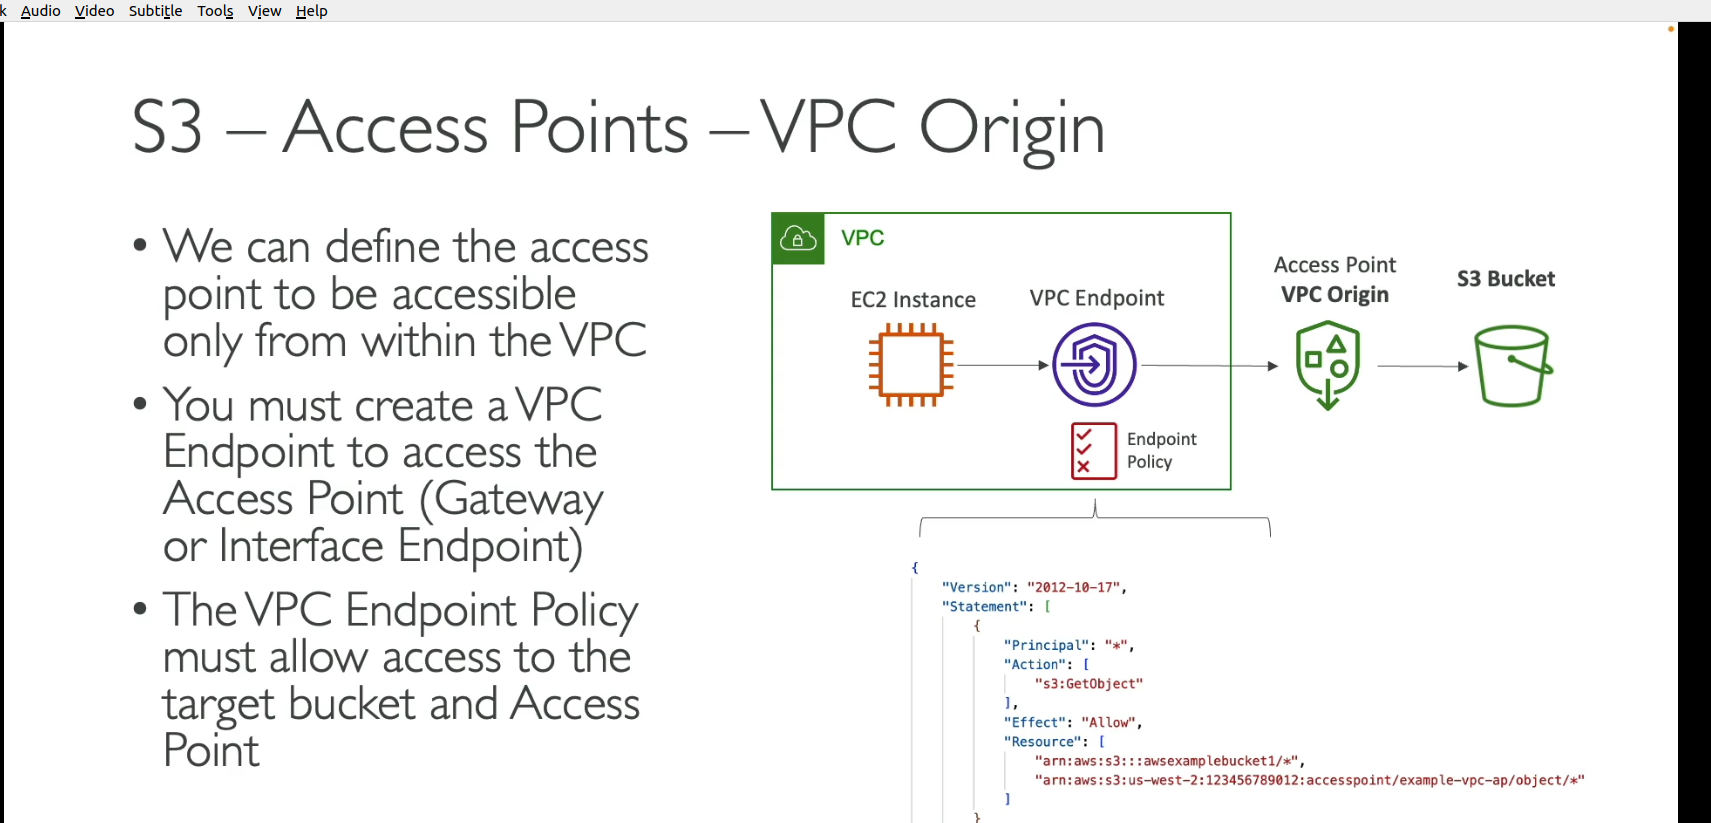 k Audio Video Subtitle Tools View Help
S3 – Access Points – VPC Origin
• We can define the access
point to be accessible
only from within the VPC
• You must create a VPC
Endpoint to access the
Access Point (Gateway
or Interface Endpoint)
• The VPC Endpoint Policy
must allow access to the
target bucket and Access
Point
VPC
EC2 Instance
VPC Endpoint
Access Point
VPC Origin
S3 Bucket
Endpoint
Policy
{
"Version": "2012-10-17",
"Statement": [
{
"Principal": "*",
"Action": [
"s3:GetObject"
],
"Effect": "Allow",
"Resource": [
"arn:aws:s3:::awsexamplebucket1/*",
"arn:aws:s3:us-west-2:123456789012:accesspoint/example-vpc-ap/object/*"
]
}